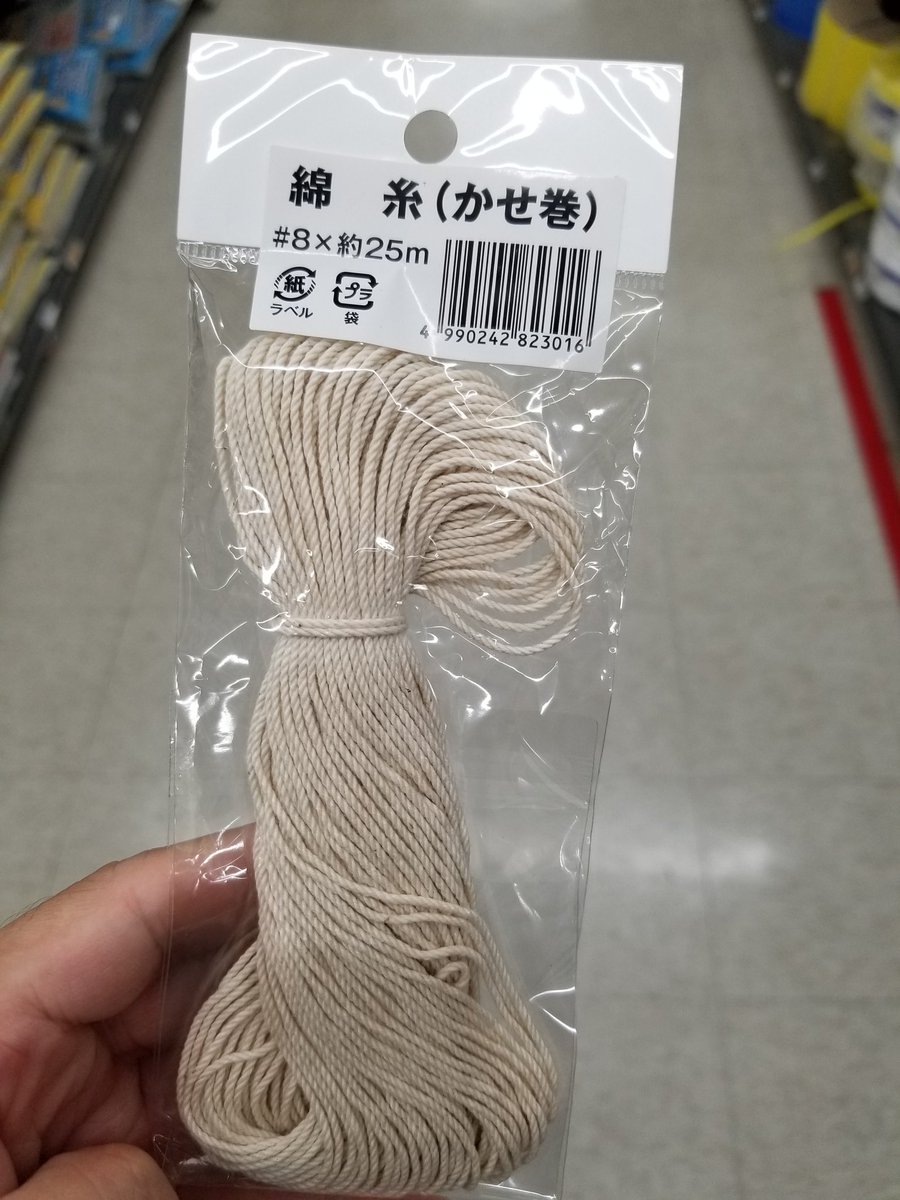 綿　糸(かせ巻)
#8×約25m
紙 プラ
ラベル 袋
4 990242 823016